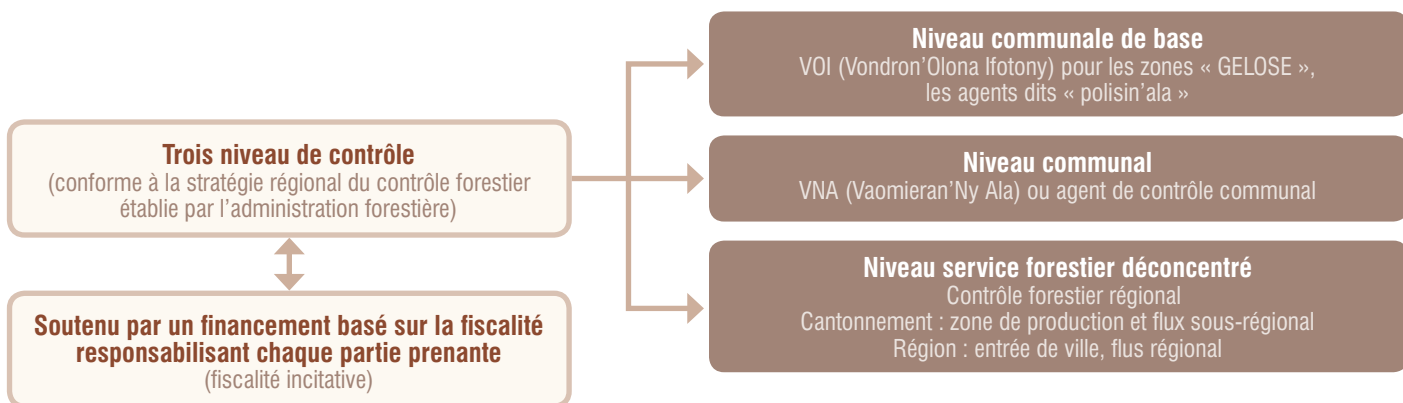 Trois niveau de contrôle
(conforme à la stratégie régional du contrôle forestier
établie par l’administration forestière)
Soutenu par un financement basé sur la fiscalité
responsabilisant chaque partie prenante
(fiscalité incitative)
Niveau communale de base
VOI (Vondron’Olona Ifotony) pour les zones « GELOSE »,
les agents dits « polisin’ala »
Niveau communal
VNA (Vaomieran’Ny Ala) ou agent de contrôle communal
Niveau service forestier déconcentré
Contrôle forestier régional
Cantonnement : zone de production et flux sous-régional
Région : entrée de ville, flus régional